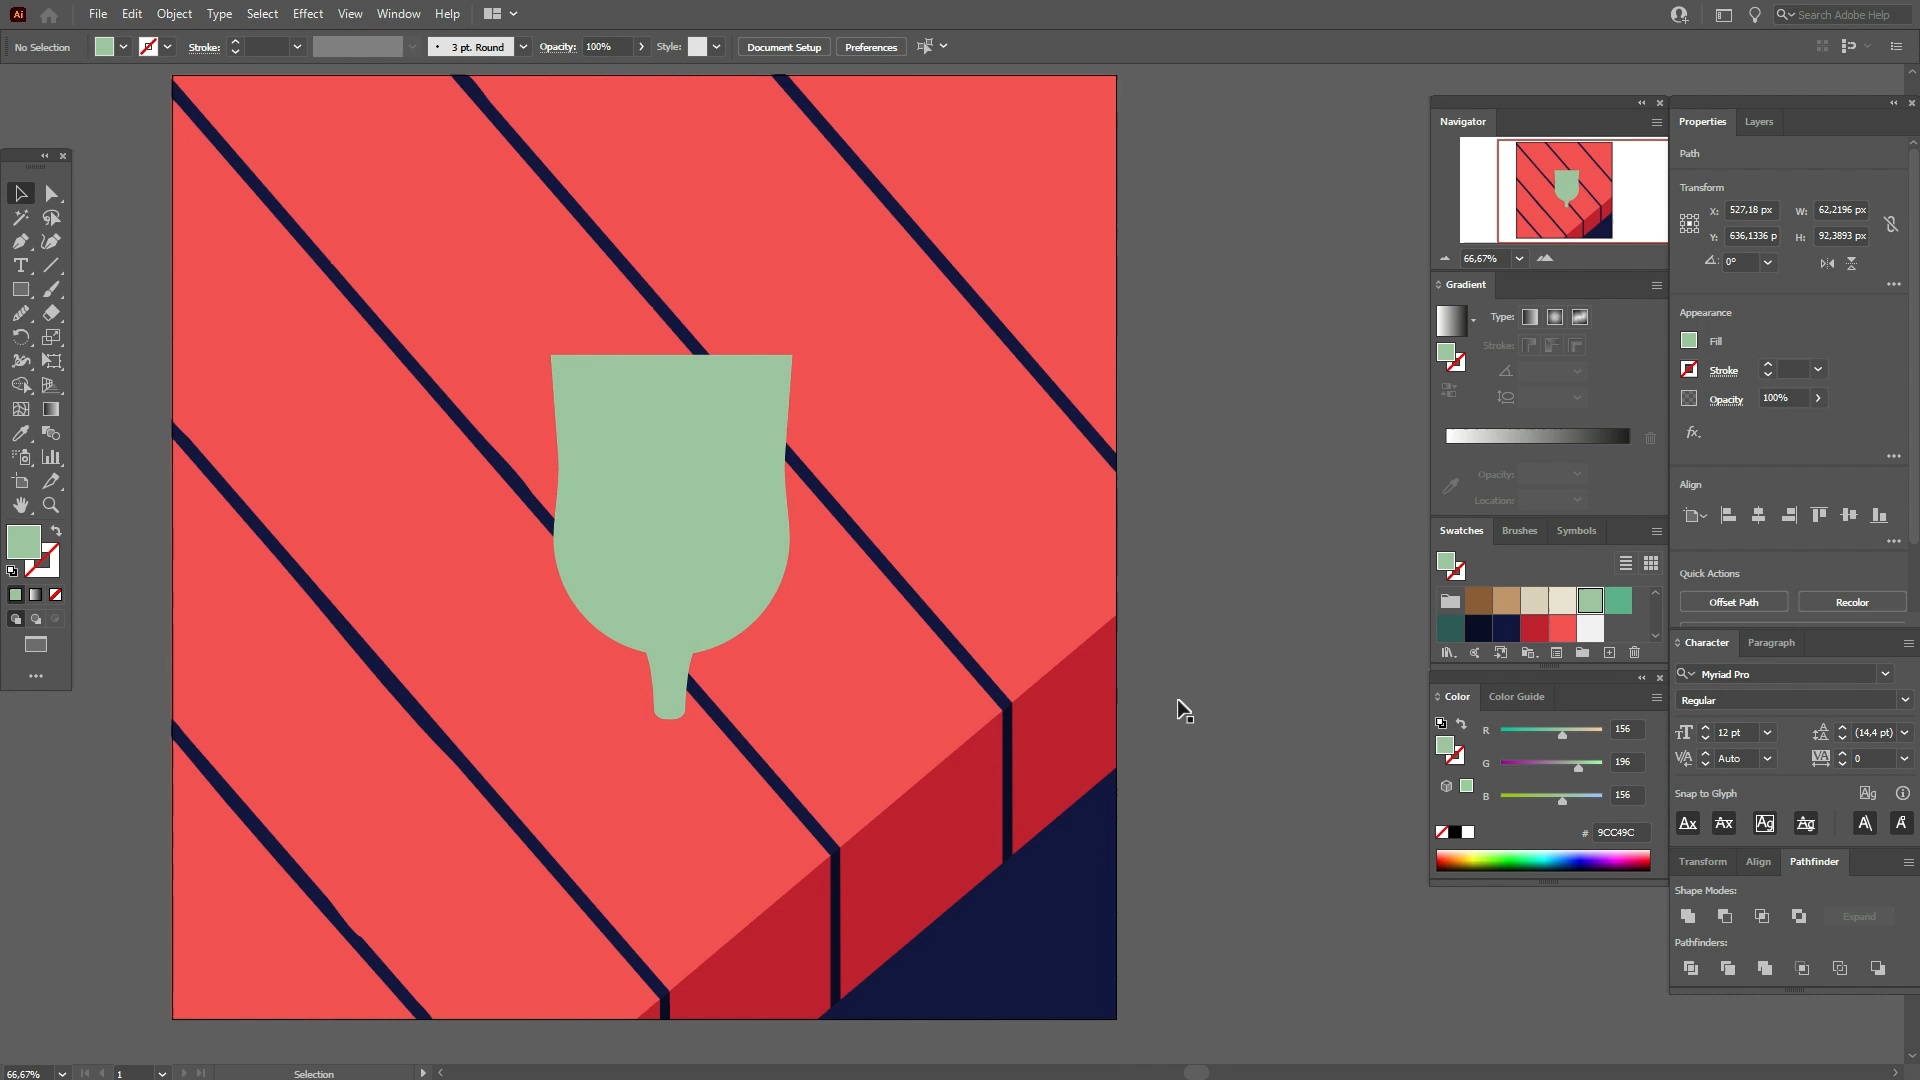 Ai File Edit Object Type Select Effect View Window Help Search Adobe Help
No Selection Stroke: 3 pt. Round Opacity: 100% Style: Document Setup Preferences
Navigator
66,67%
Gradient
Type:
Stroke:
Opacity:
Location:
Swatches Brushes Symbols
Color Color Guide
R 156
G 196
B 156
# 9CC49C
Properties Layers
Path
Transform
X: 527,18 px W: 62,2196 px
Y: 636,1336 p H: 92,3893 px
0°
Appearance
Fill
Stroke
Opacity 100%
fx.
Align
Quick Actions
Offset Path Recolor
Character Paragraph
Myriad Pro
Regular
12 pt (14,4 pt)
Auto 0
Snap to Glyph
Transform Align Pathfinder
Shape Modes:
Expand
Pathfinders:
66,67% 1 Selection